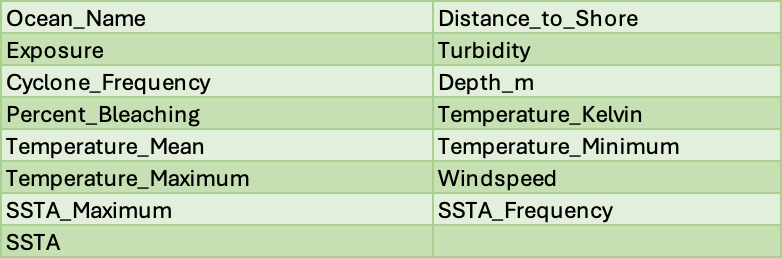 Ocean_Name Distance_to_Shore
Exposure Turbidity
Cyclone_Frequency Depth_m
Percent_Bleaching Temperature_Kelvin
Temperature_Mean Temperature_Minimum
Temperature_Maximum Windspeed
SSTA_Maximum SSTA_Frequency
SSTA